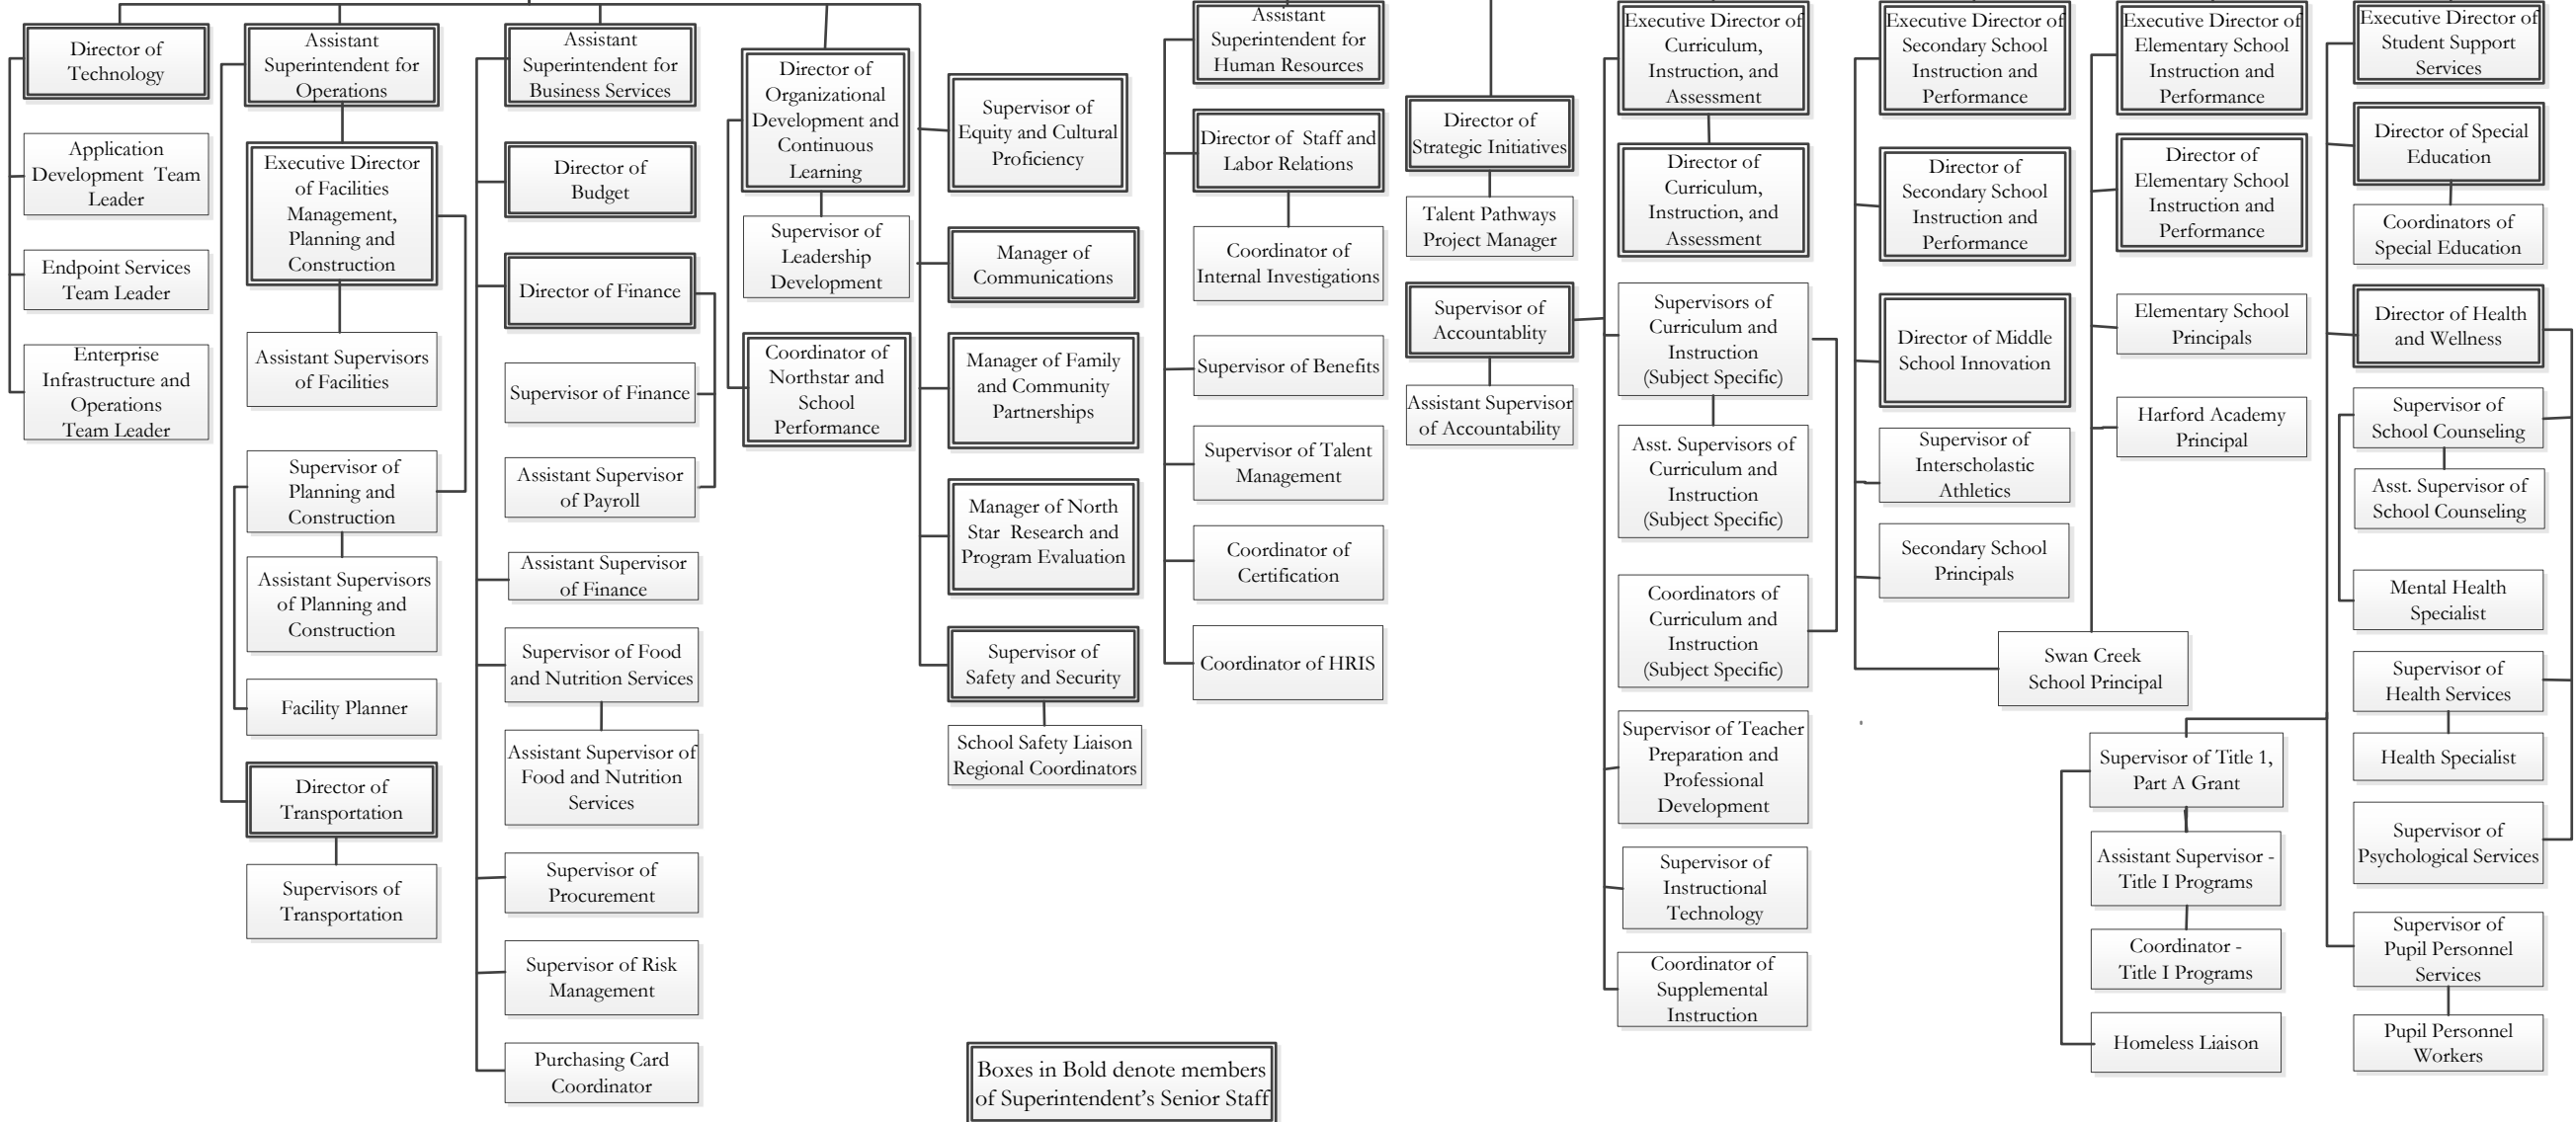 Director of
Technology
Application
Development Team
Leader
Endpoint Services
Team Leader
Enterprise
Infrastructure and
Operations
Team Leader
Assistant
Superintendent for
Operations
Executive Director
of Facilities
Management,
Planning and
Construction
Assistant Supervisors
of Facilities
Supervisor of
Planning and
Construction
Assistant Supervisors
of Planning and
Construction
Facility Planner
Director of
Transportation
Supervisors of
Transportation
Assistant
Superintendent for
Business Services
Director of
Budget
Director of Finance
Supervisor of Finance
Assistant Supervisor
of Payroll
Assistant Supervisor
of Finance
Supervisor of Food
and Nutrition Services
Assistant Supervisor of
Food and Nutrition
Services
Supervisor of
Procurement
Supervisor of Risk
Management
Purchasing Card
Coordinator
Director of
Organizational
Development and
Continuous
Learning
Supervisor of
Leadership
Development
Coordinator of
Northstar and
School
Performance
Supervisor of
Equity and Cultural
Proficiency
Manager of
Communications
Manager of Family
and Community
Partnerships
Manager of North
Star Research and
Program Evaluation
Supervisor of
Safety and Security
School Safety Liaison
Regional Coordinators
Boxes in Bold denote members
of Superintendent's Senior Staff
Assistant
Superintendent for
Human Resources
Director of Staff and
Labor Relations
Coordinator of
Internal Investigations
Supervisor of Benefits
Supervisor of Talent
Management
Coordinator of
Certification
Coordinator of HRIS
Director of
Strategic Initiatives
Talent Pathways
Project Manager
Supervisor of
Accountablity
Assistant Supervisor
of Accountability
Executive Director of
Curriculum,
Instruction, and
Assessment
Director of
Curriculum,
Instruction, and
Assessment
Supervisors of
Curriculum and
Instruction
(Subject Specific)
Asst. Supervisors of
Curriculum and
Instruction
(Subject Specific)
Coordinators of
Curriculum and
Instruction
(Subject Specific)
Supervisor of Teacher
Preparation and
Professional
Development
Supervisor of
Instructional
Technology
Coordinator of
Supplemental
Instruction
Executive Director of
Secondary School
Instruction and
Performance
Director of
Secondary School
Instruction and
Performance
Director of Middle
School Innovation
Supervisor of
Interscholastic
Athletics
Secondary School
Principals
Swan Creek
School Principal
Executive Director of
Elementary School
Instruction and
Performance
Director of
Elementary School
Instruction and
Performance
Elementary School
Principals
Harford Academy
Principal
Supervisor of Title 1,
Part A Grant
Assistant Supervisor -
Title I Programs
Coordinator -
Title I Programs
Homeless Liaison
Executive Director of
Student Support
Services
Director of Special
Education
Coordinators of
Special Education
Director of Health
and Wellness
Supervisor of
School Counseling
Asst. Supervisor of
School Counseling
Mental Health
Specialist
Supervisor of
Health Services
Health Specialist
Supervisor of
Psychological Services
Supervisor of
Pupil Personnel
Services
Pupil Personnel
Workers